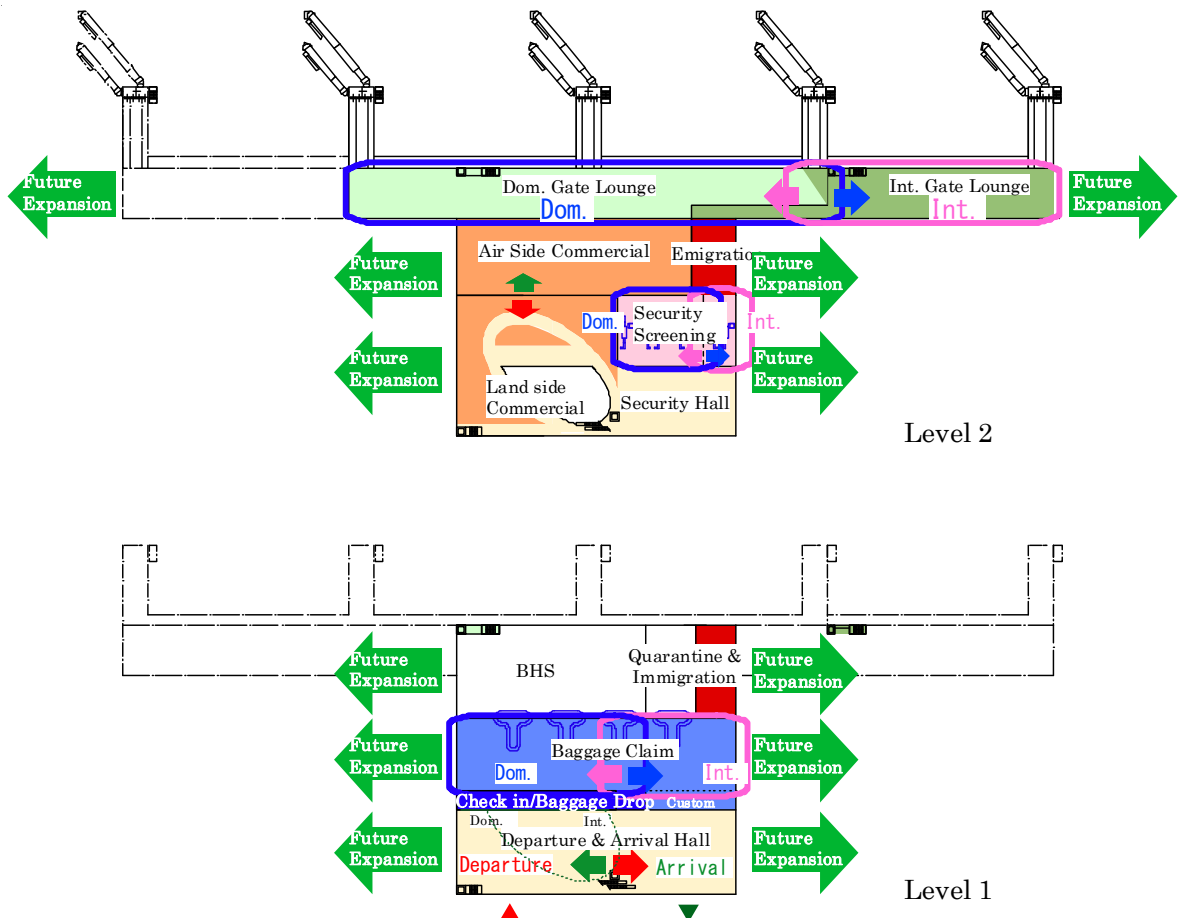 Future
Expansion
Dom. Gate Lounge
Dom.
Int. Gate Lounge
Int.
Future
Expansion
Future
Expansion
Air Side Commercial
Emigratio
Future
Expansion
Dom.
Security
Screening
Int.
Future
Expansion
Land side
Commercial
Security Hall
Future
Expansion
Level 2
Future
Expansion
BHS
Quarantine &
Immigration
Future
Expansion
Future
Expansion
Baggage Claim
Dom.
Int.
Future
Expansion
Check in/Baggage Drop
Custom
Dom.
Int.
Future
Expansion
Departure & Arrival Hall
Departure
Arrival
Future
Expansion
Level 1